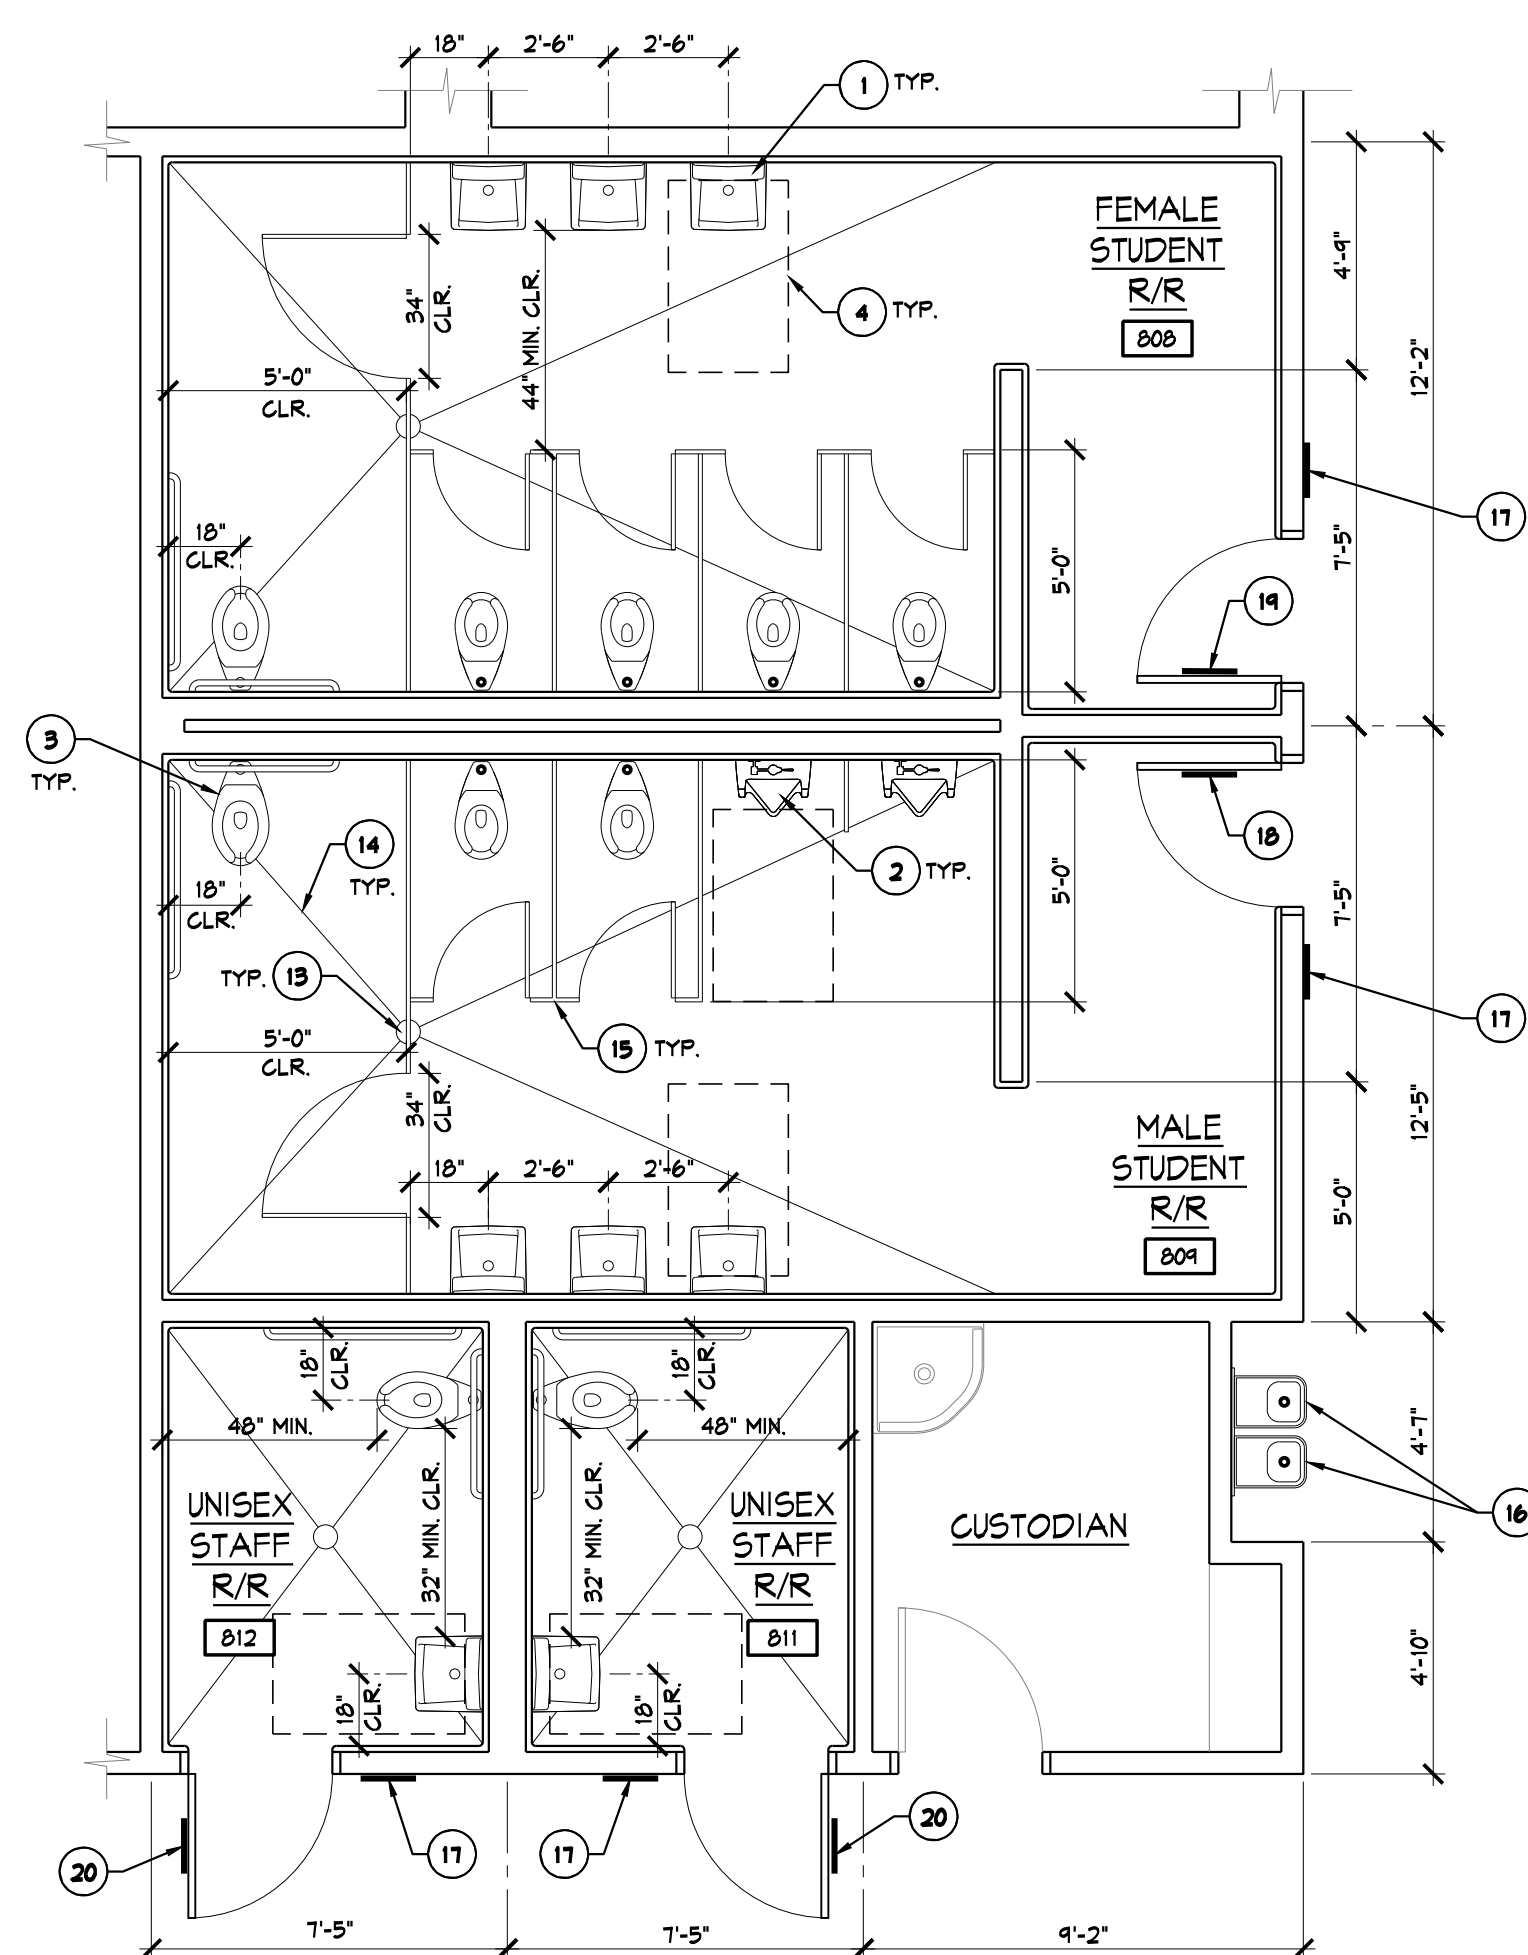 18" 2'-6" 2'-6"
1 TYP.
FEMALE
STUDENT
R/R
808
4'-9"
12'-2"
34"
CLR.
44" MIN. CLR.
4 TYP.
5'-0"
CLR.
17
7'-5"
18"
CLR.
5'-0"
19
3
TYP.
14
TYP.
2 TYP.
18
18"
CLR.
5'-0"
7'-5"
TYP. 13
17
5'-0"
CLR.
15 TYP.
34"
CLR.
12'-5"
MALE
STUDENT
R/R
809
18" 2'-6" 2'-6"
5'-0"
18"
CLR.
18"
CLR.
48" MIN.
48" MIN.
4'-7"
16
UNISEX
STAFF
R/R
812
32" MIN. CLR.
32" MIN. CLR.
UNISEX
STAFF
R/R
811
CUSTODIAN
4'-10"
18"
CLR.
18"
CLR.
20
17
17
20
7'-5" 7'-5" 9'-2"